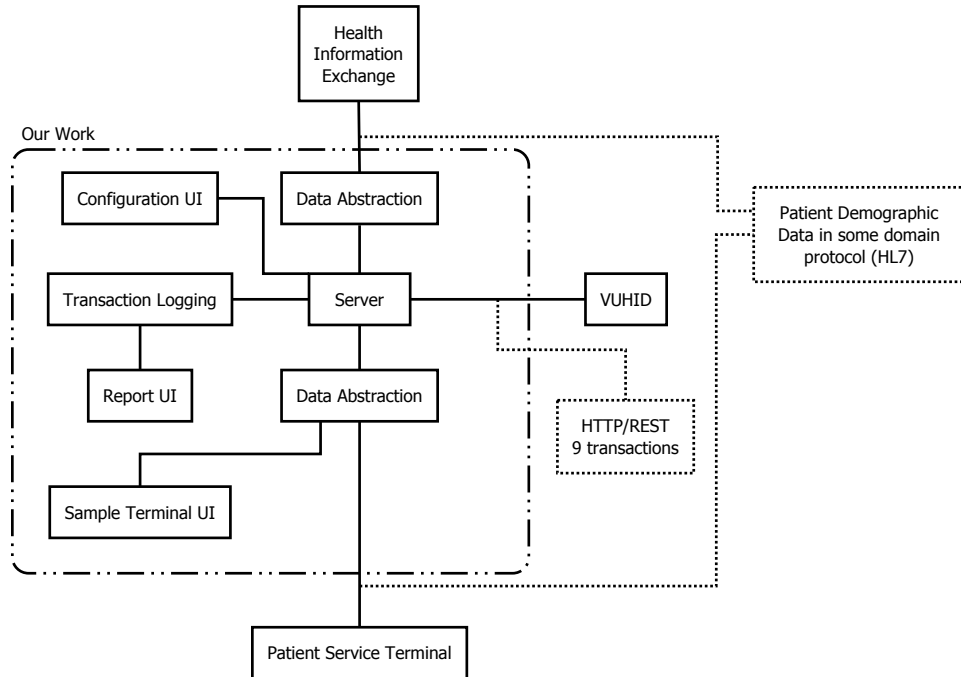 Health
Information
Exchange
Our Work
Configuration UI
Data Abstraction
Patient Demographic
Data in some domain
protocol (HL7)
Transaction Logging
Server
VUHID
Report UI
Data Abstraction
HTTP/REST
9 transactions
Sample Terminal UI
Patient Service Terminal